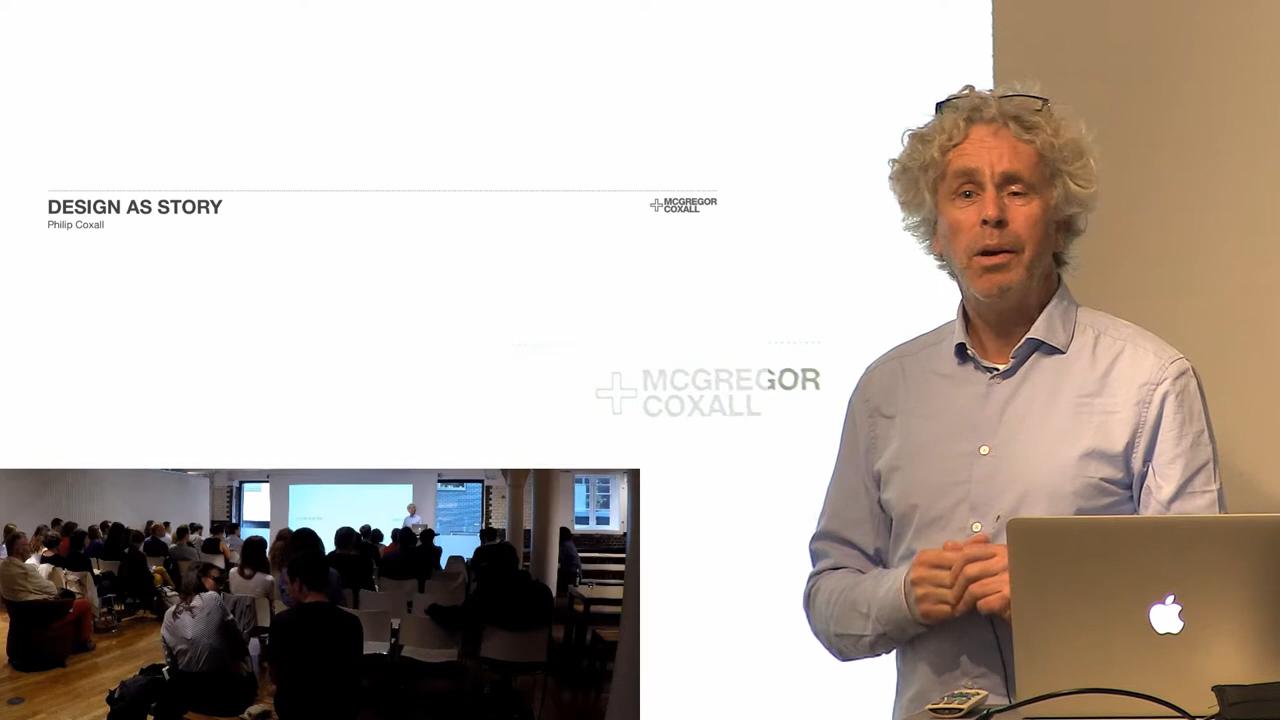 DESIGN AS STORY
Philip Coxall
MCGREGOR
COXALL
MCGREGOR
COXALL